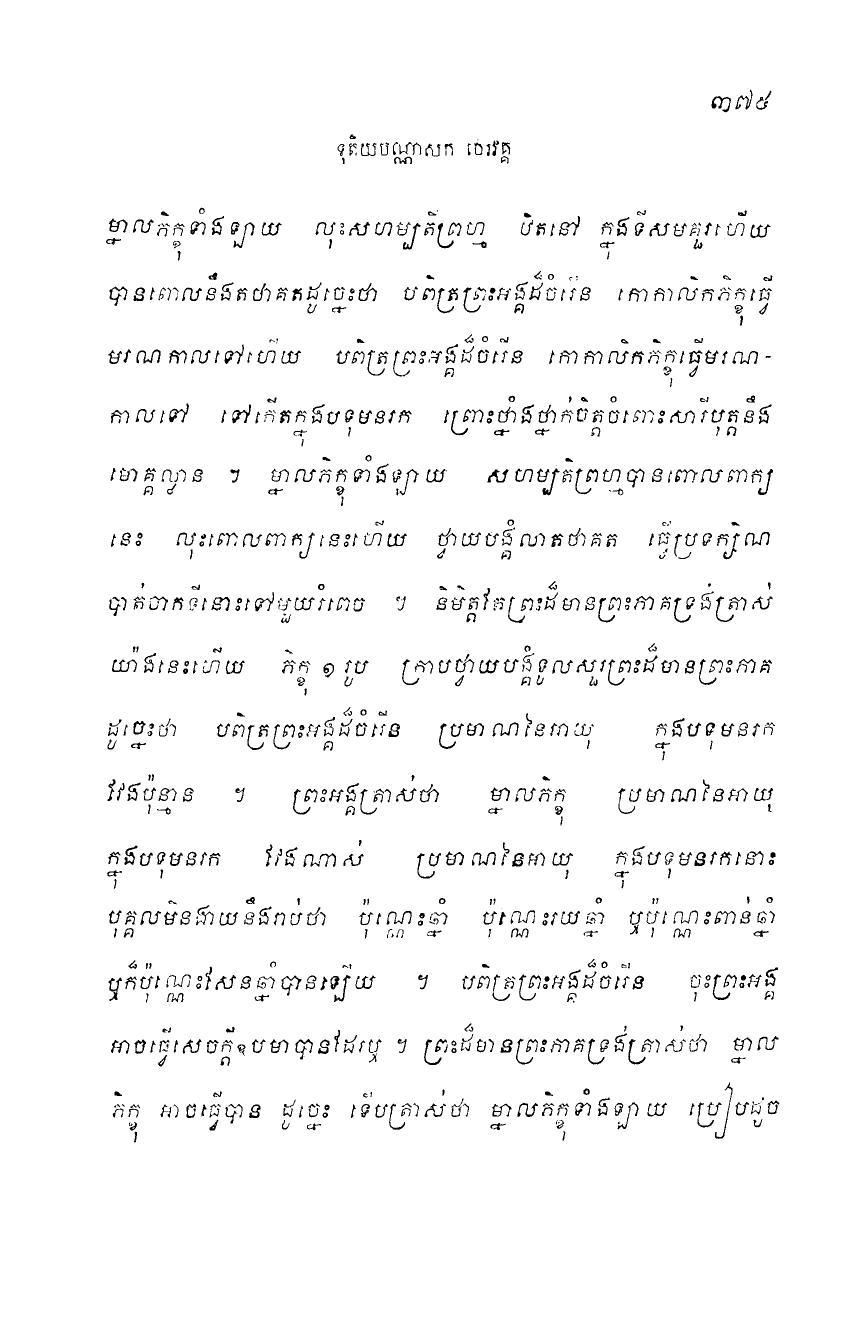 ៣៧៥
ទុតិយបណ្ណាសក ថេរវគ្គ
ម្នាលភិក្ខុទាំងឡាយ លុះសហម្បតីព្រហ្ម ឋិតនៅ ក្នុងទីសមគួរហើយ
បានពោលនឹងតថាគតដូច្នេះថា បពិត្រព្រះអង្គដ៏ចំរើន កោកាលិកភិក្ខុធ្វើ
មរណកាលទៅហើយ បពិត្រព្រះអង្គដ៏ចំរើន កោកាលិកភិក្ខុធ្វើមរណ-
កាលទៅ ទៅកើតក្នុងបទុមនរក ព្រោះថ្នាំងថ្នាក់ចិត្តចំពោះសារីបុត្តនឹង
មោគ្គល្លាន ។ ម្នាលភិក្ខុទាំងឡាយ សហម្បតិព្រហ្មបានពោលពាក្យ
នេះ លុះពោលពាក្យនេះហើយ ថ្វាយបង្គំលាតថាគត ធ្វើប្រទក្សិណ
បាត់ចាកទីនោះទៅមួយរំពេច ។ និមិត្តតែព្រះដ៏មានព្រះភាគទ្រង់ត្រាស់
យ៉ាងនេះហើយ ភិក្ខុ ១ រូប ក្រាបថ្វាយបង្គំទូលសួរព្រះដ៏មានព្រះភាគ
ដូច្នេះថា បពិត្រព្រះអង្គដ៏ចំរើន ប្រមាណនៃអាយុ ក្នុងបទុមនរក
វែងប៉ុន្មាន ។ ព្រះអង្គត្រាស់ថា ម្នាលភិក្ខុ ប្រមាណនៃអាយុ
ក្នុងបទុមនរក វែងណាស់ ប្រមាណនៃអាយុ ក្នុងបទុមនរកនោះ
បុគ្គលមិនងាយនឹងរាប់ថា ប៉ុណ្ណេះឆ្នាំ ប៉ុណ្ណេះរយឆ្នាំ ឬប៉ុណ្ណេះពាន់ឆ្នាំ
ឬក៏ប៉ុណ្ណេះសែនឆ្នាំបានឡើយ ។ បពិត្រព្រះអង្គដ៏ចំរើន ចុះព្រះអង្គ
អាចធ្វើសេចក្តីឧបមាបានដែរឬ ។ ព្រះដ៏មានព្រះភាគទ្រង់ត្រាស់ថា ម្នាល
ភិក្ខុ អាចធ្វើបាន ដូច្នេះ ទើបត្រាស់ថា ម្នាលភិក្ខុទាំងឡាយ ប្រៀបដូច